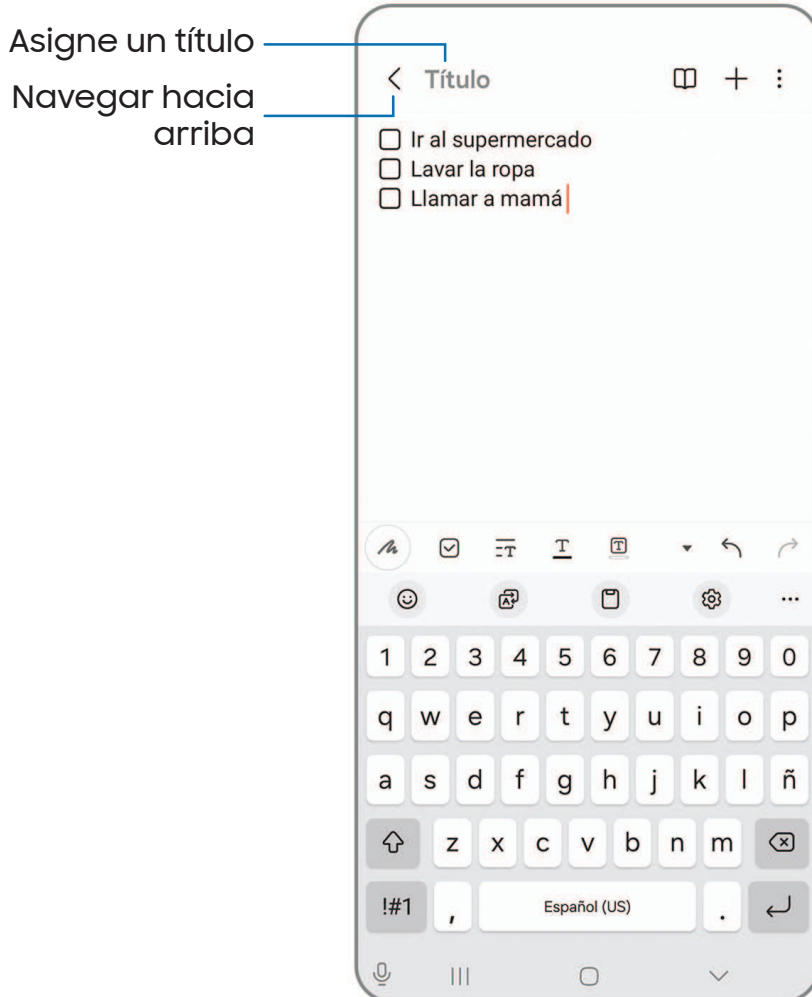 Asigne un título
Navegar hacia
arriba
Título
Ir al supermercado
Lavar la ropa
Llamar a mamá
1 2 3 4 5 6 7 8 9 0
q w e r t y u i o p
a s d f g h j k l ñ
z x c v b n m
!#1 , Español (US) .